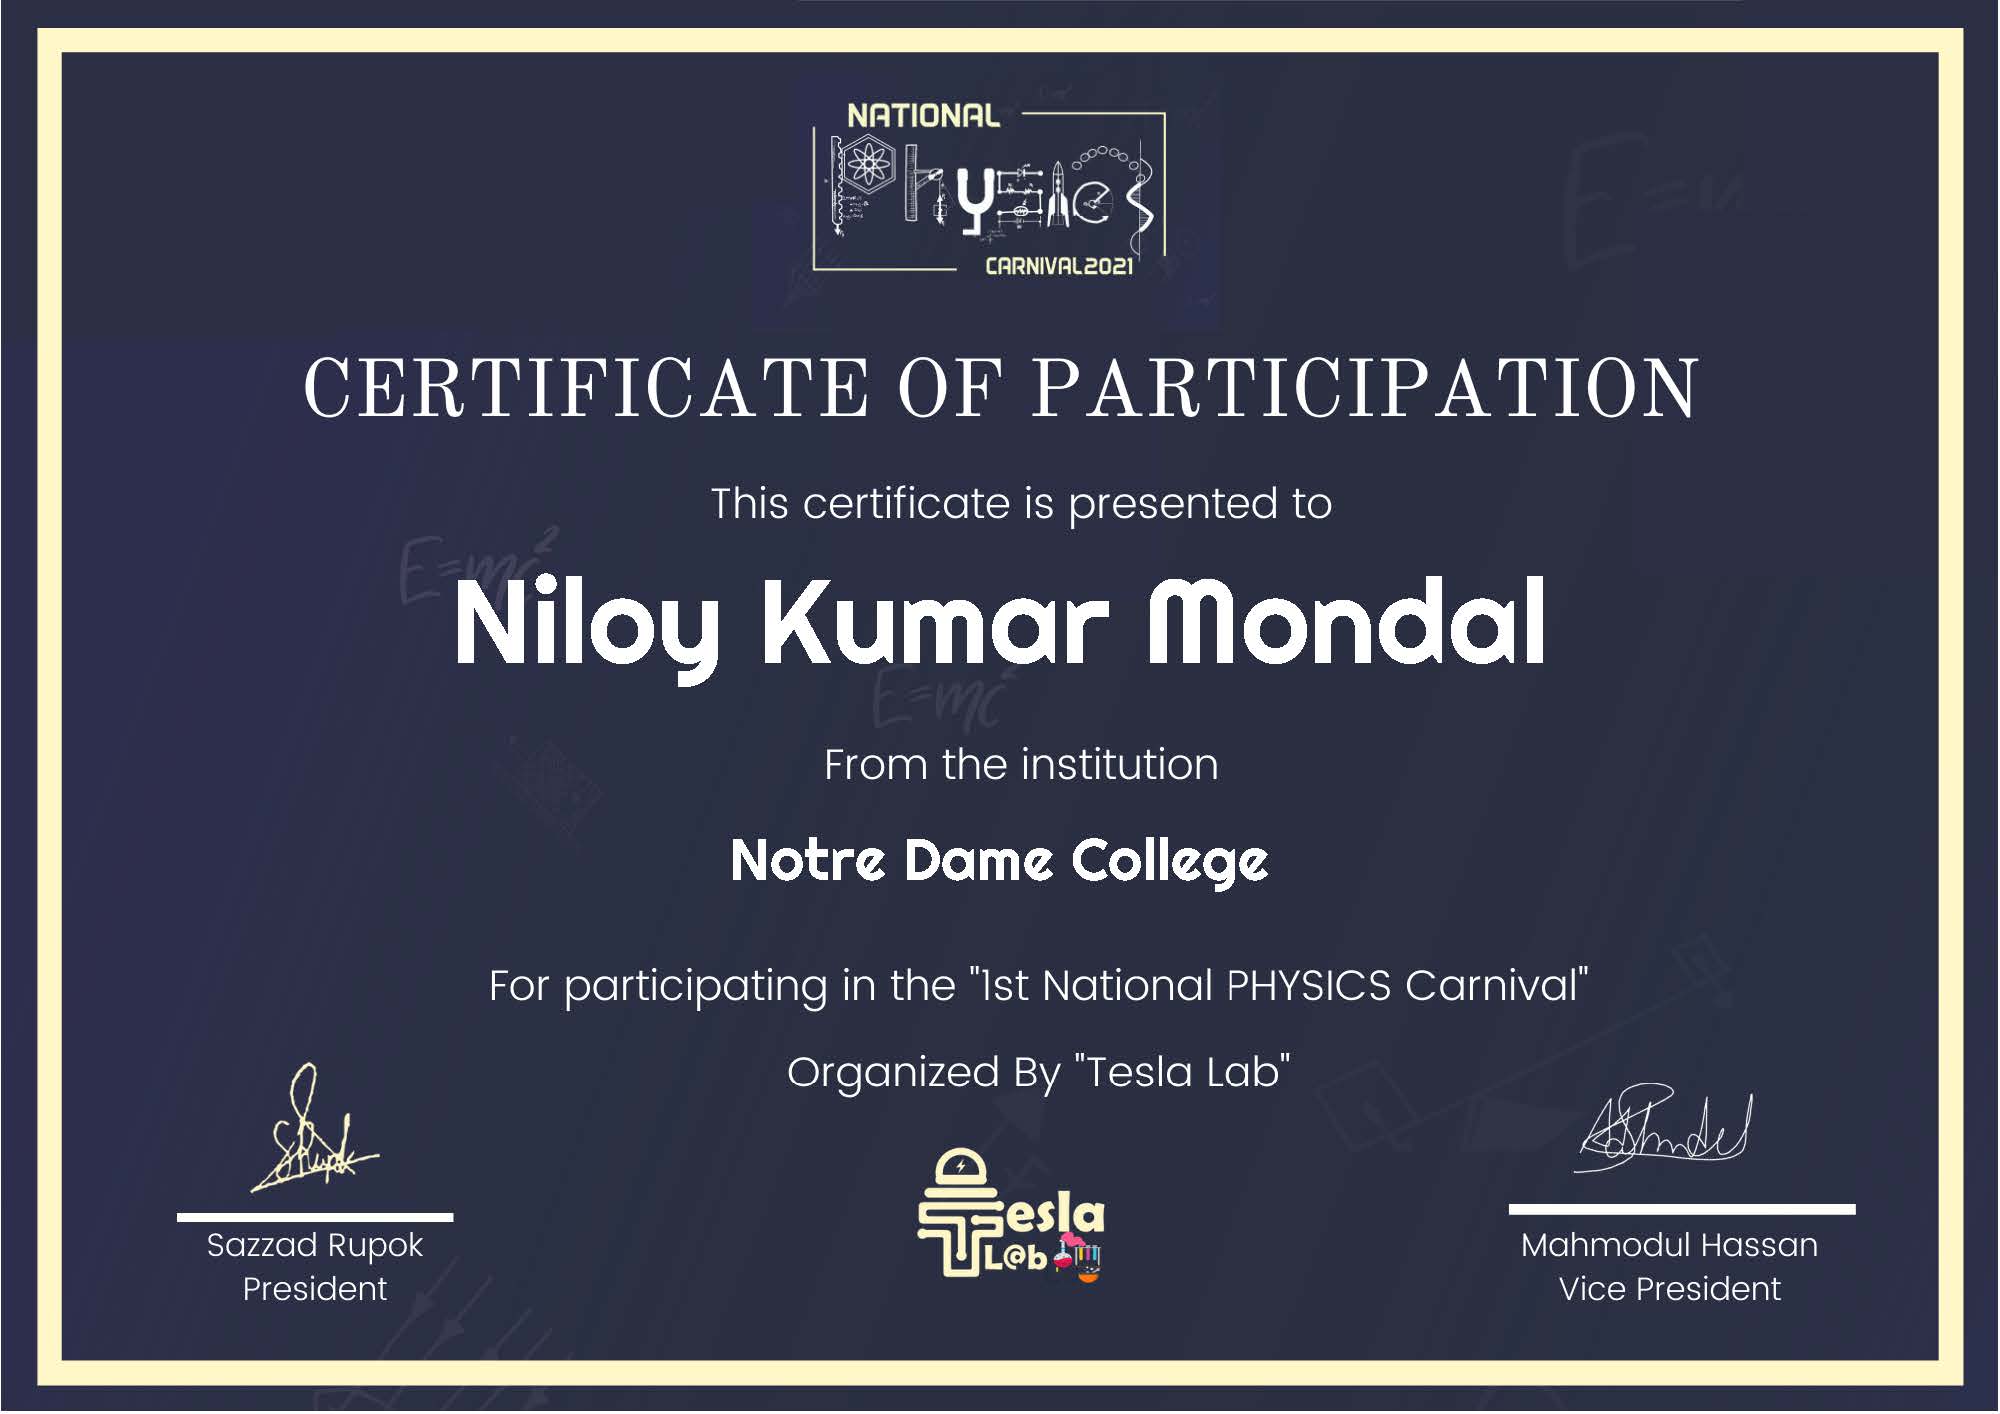 NATIONAL
Physics
CARNIVAL2021
CERTIFICATE OF PARTICIPATION
This certificate is presented to
E=mc²
Niloy Kumar Mondal
E=mc²
From the institution
Notre Dame College
For participating in the "1st National PHYSICS Carnival"
Organized By "Tesla Lab"
Tesla
L@b
Sazzad Rupok
President
Mahmodul Hassan
Vice President